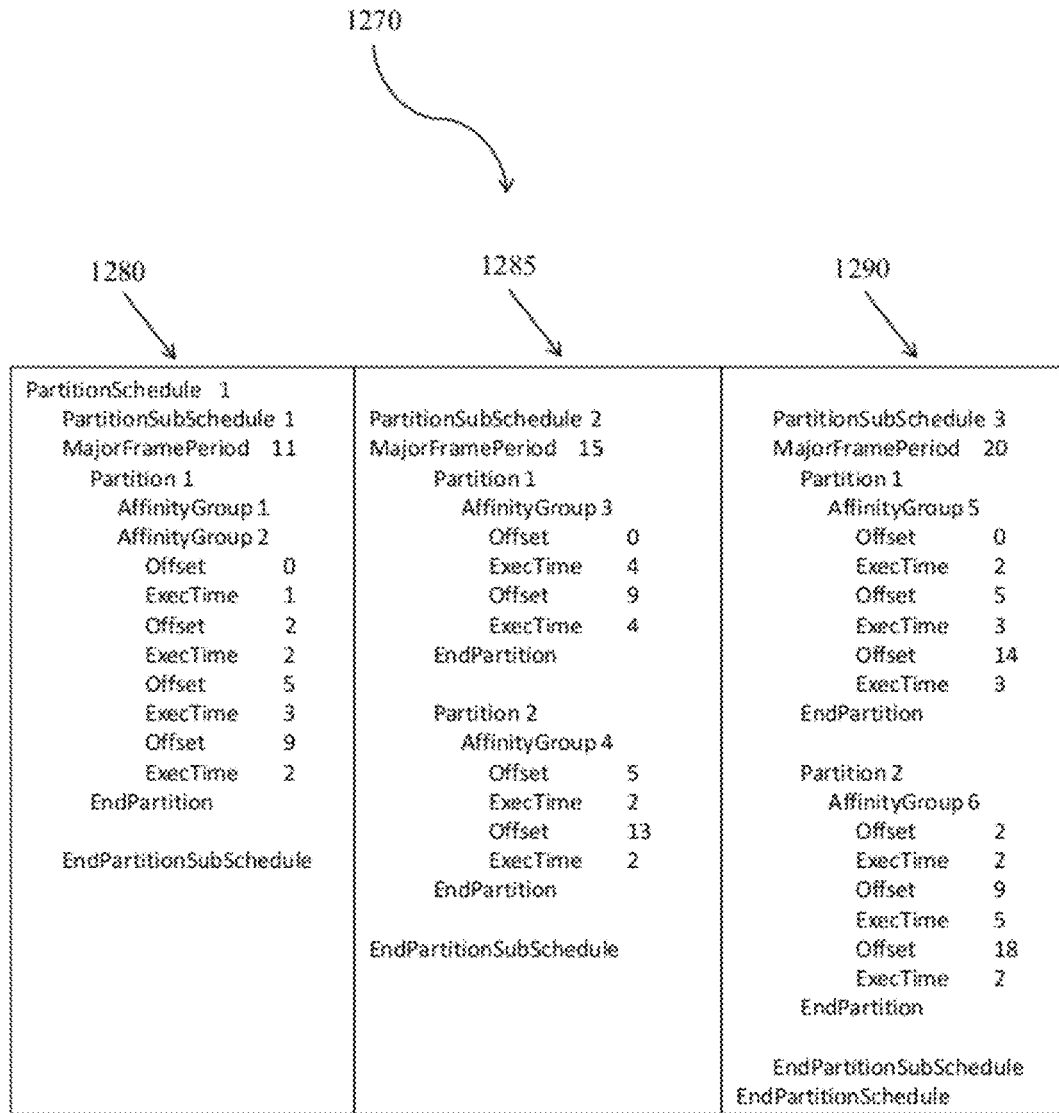 1270
1280
1285
1290
PartitionSchedule 1
PartitionSubSchedule 1
MajorFramePeriod 11
Partition 1
AffinityGroup 1
AffinityGroup 2
Offset 0
ExecTime 1
Offset 2
ExecTime 2
Offset 5
ExecTime 3
Offset 9
ExecTime 2
EndPartition
EndPartitionSubSchedule
PartitionSubSchedule 2
MajorFramePeriod 15
Partition 1
AffinityGroup 3
Offset 0
ExecTime 4
Offset 9
ExecTime 4
EndPartition
Partition 2
AffinityGroup 4
Offset 5
ExecTime 2
Offset 13
ExecTime 2
EndPartition
EndPartitionSubSchedule
PartitionSubSchedule 3
MajorFramePeriod 20
Partition 1
AffinityGroup 5
Offset 0
ExecTime 2
Offset 5
ExecTime 3
Offset 14
ExecTime 3
EndPartition
Partition 2
AffinityGroup 6
Offset 2
ExecTime 2
Offset 9
ExecTime 5
Offset 18
ExecTime 2
EndPartition
EndPartitionSubSchedule
EndPartitionSchedule